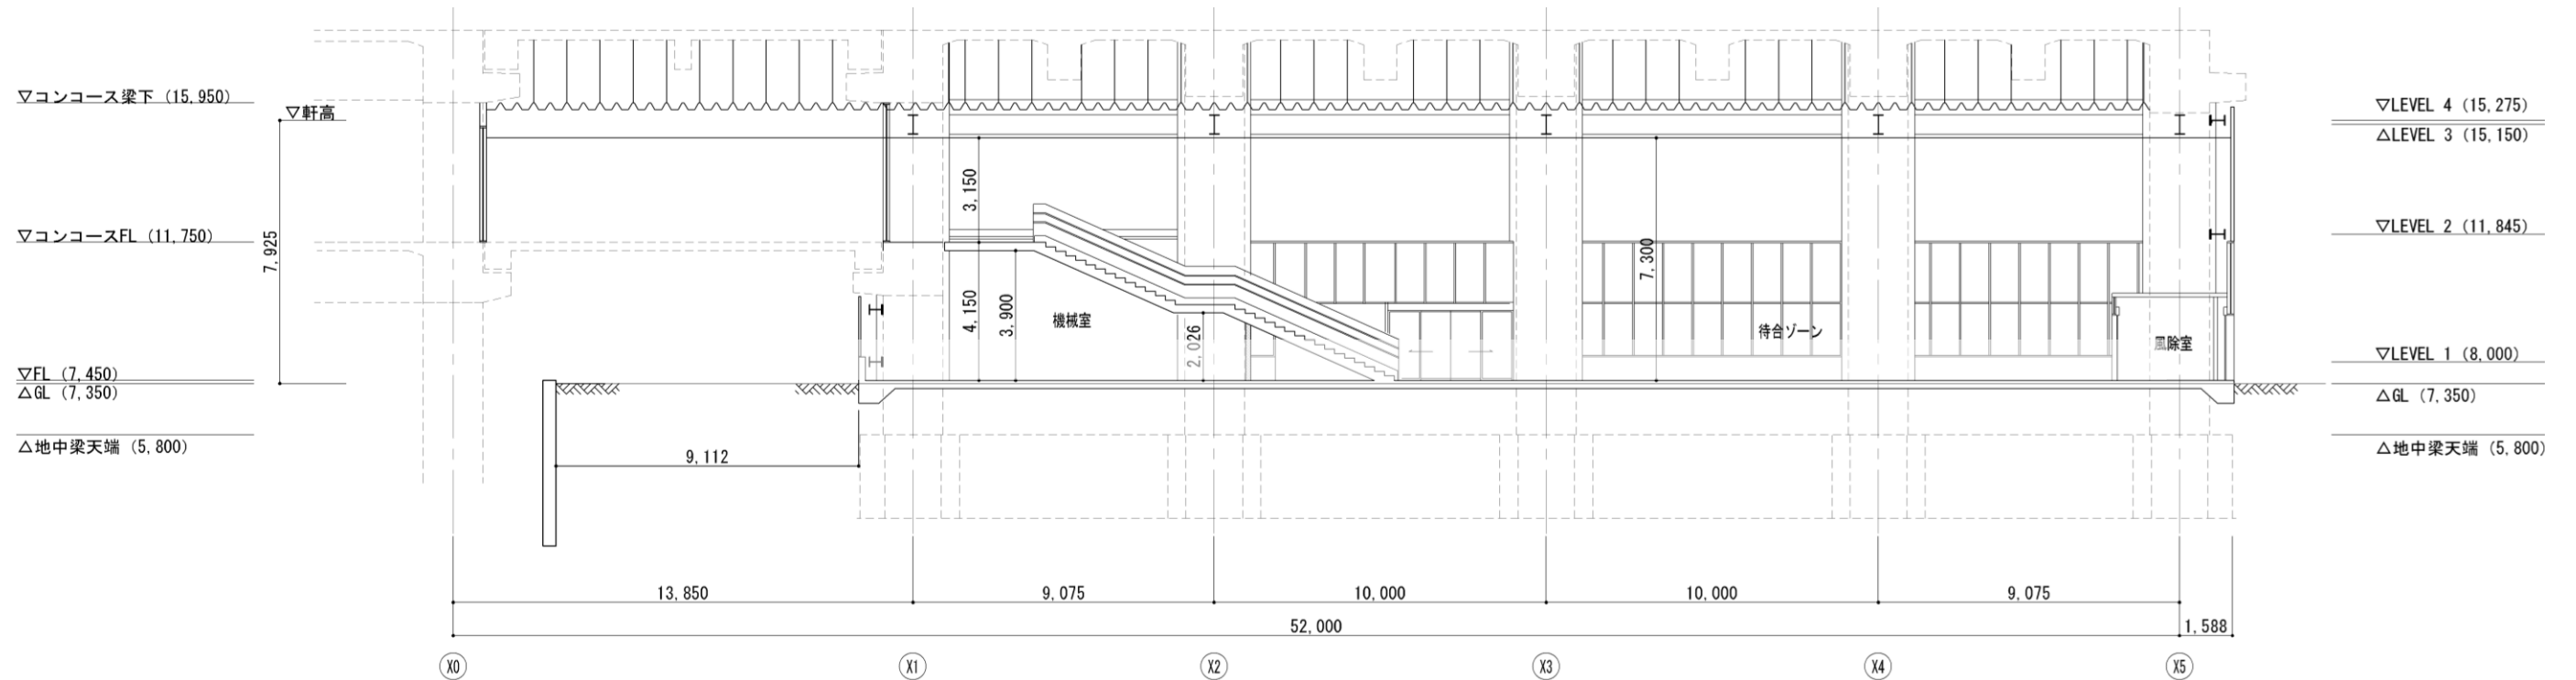 ▽コンコース梁下 (15,950)
▽軒高
▽LEVEL 4 (15,275)
△LEVEL 3 (15,150)
3,150
▽コンコースFL (11,750)
7,925
▽LEVEL 2 (11,845)
7,300
4,150
3,900
機械室
2,026
待合ゾーン
風除室
▽LEVEL 1 (8,000)
▽FL (7,450)
△GL (7,350)
△GL (7,350)
△地中梁天端 (5,800)
△地中梁天端 (5,800)
9,112
13,850
9,075
10,000
10,000
9,075
52,000
1,588
X0
X1
X2
X3
X4
X5